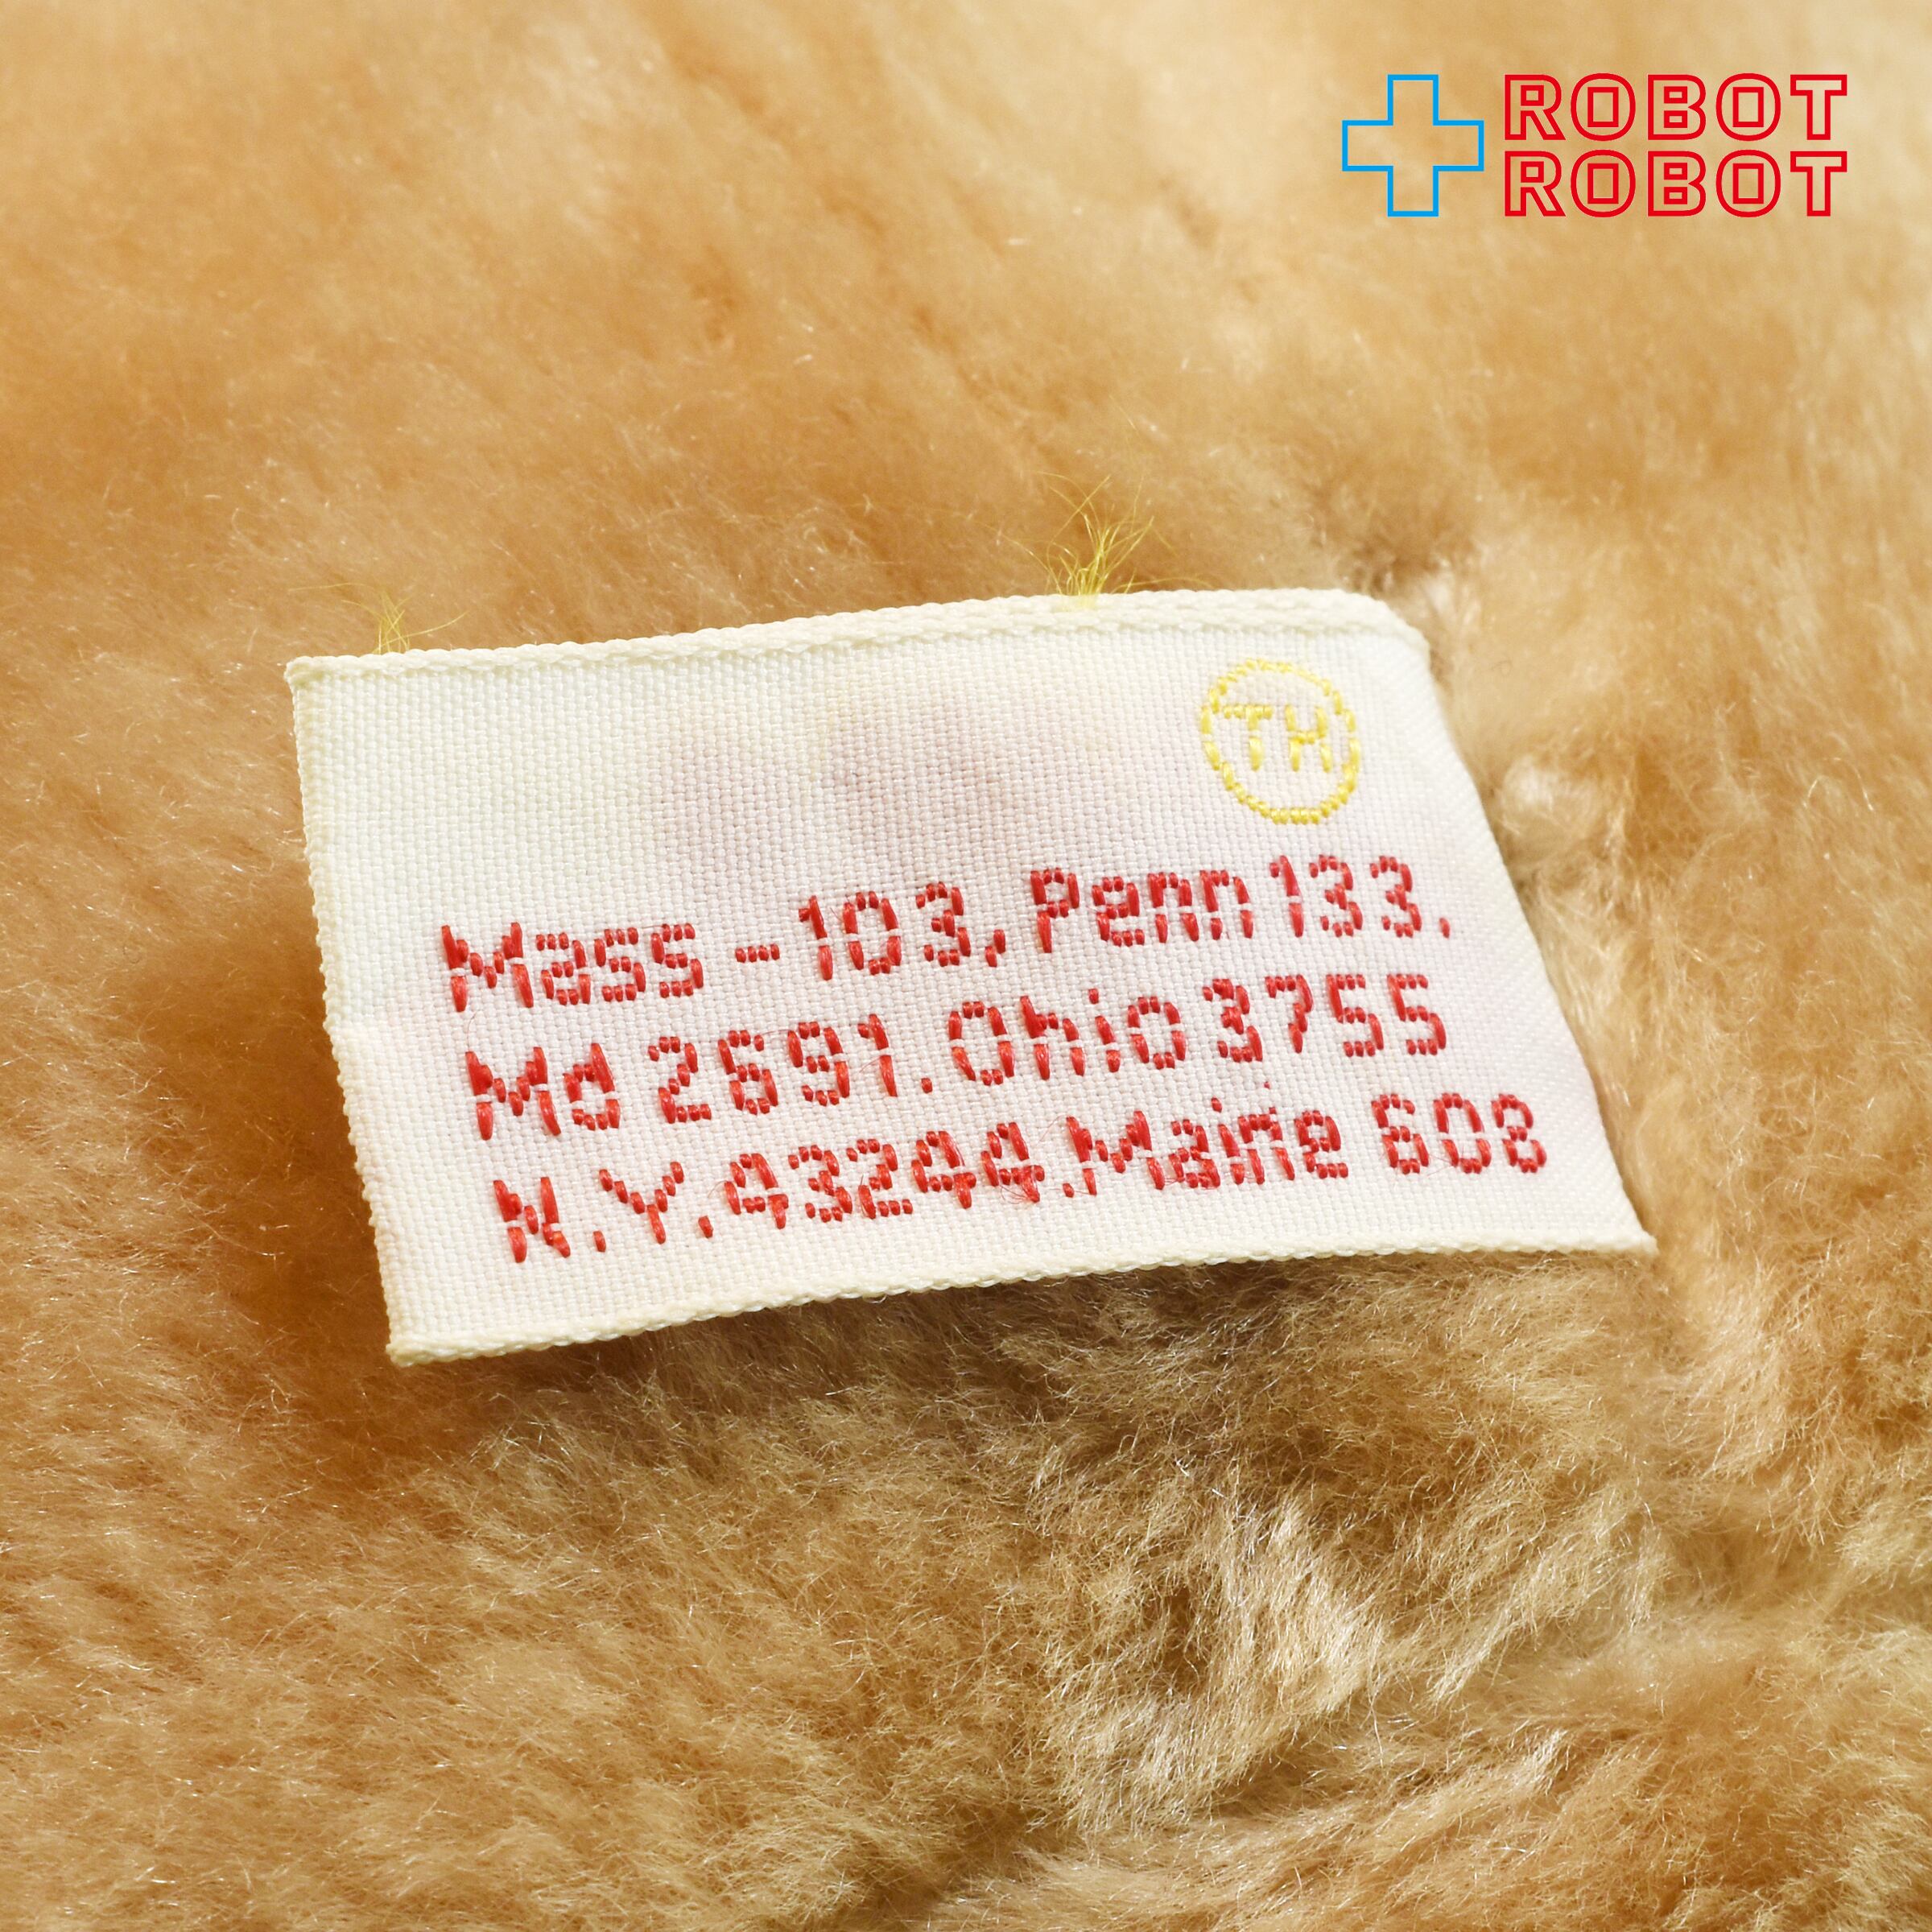 ROBOT
ROBOT
TH
Mass-103, Penn 133.
Md 2691. Ohio 3755
N.Y. 43244. Maine 608